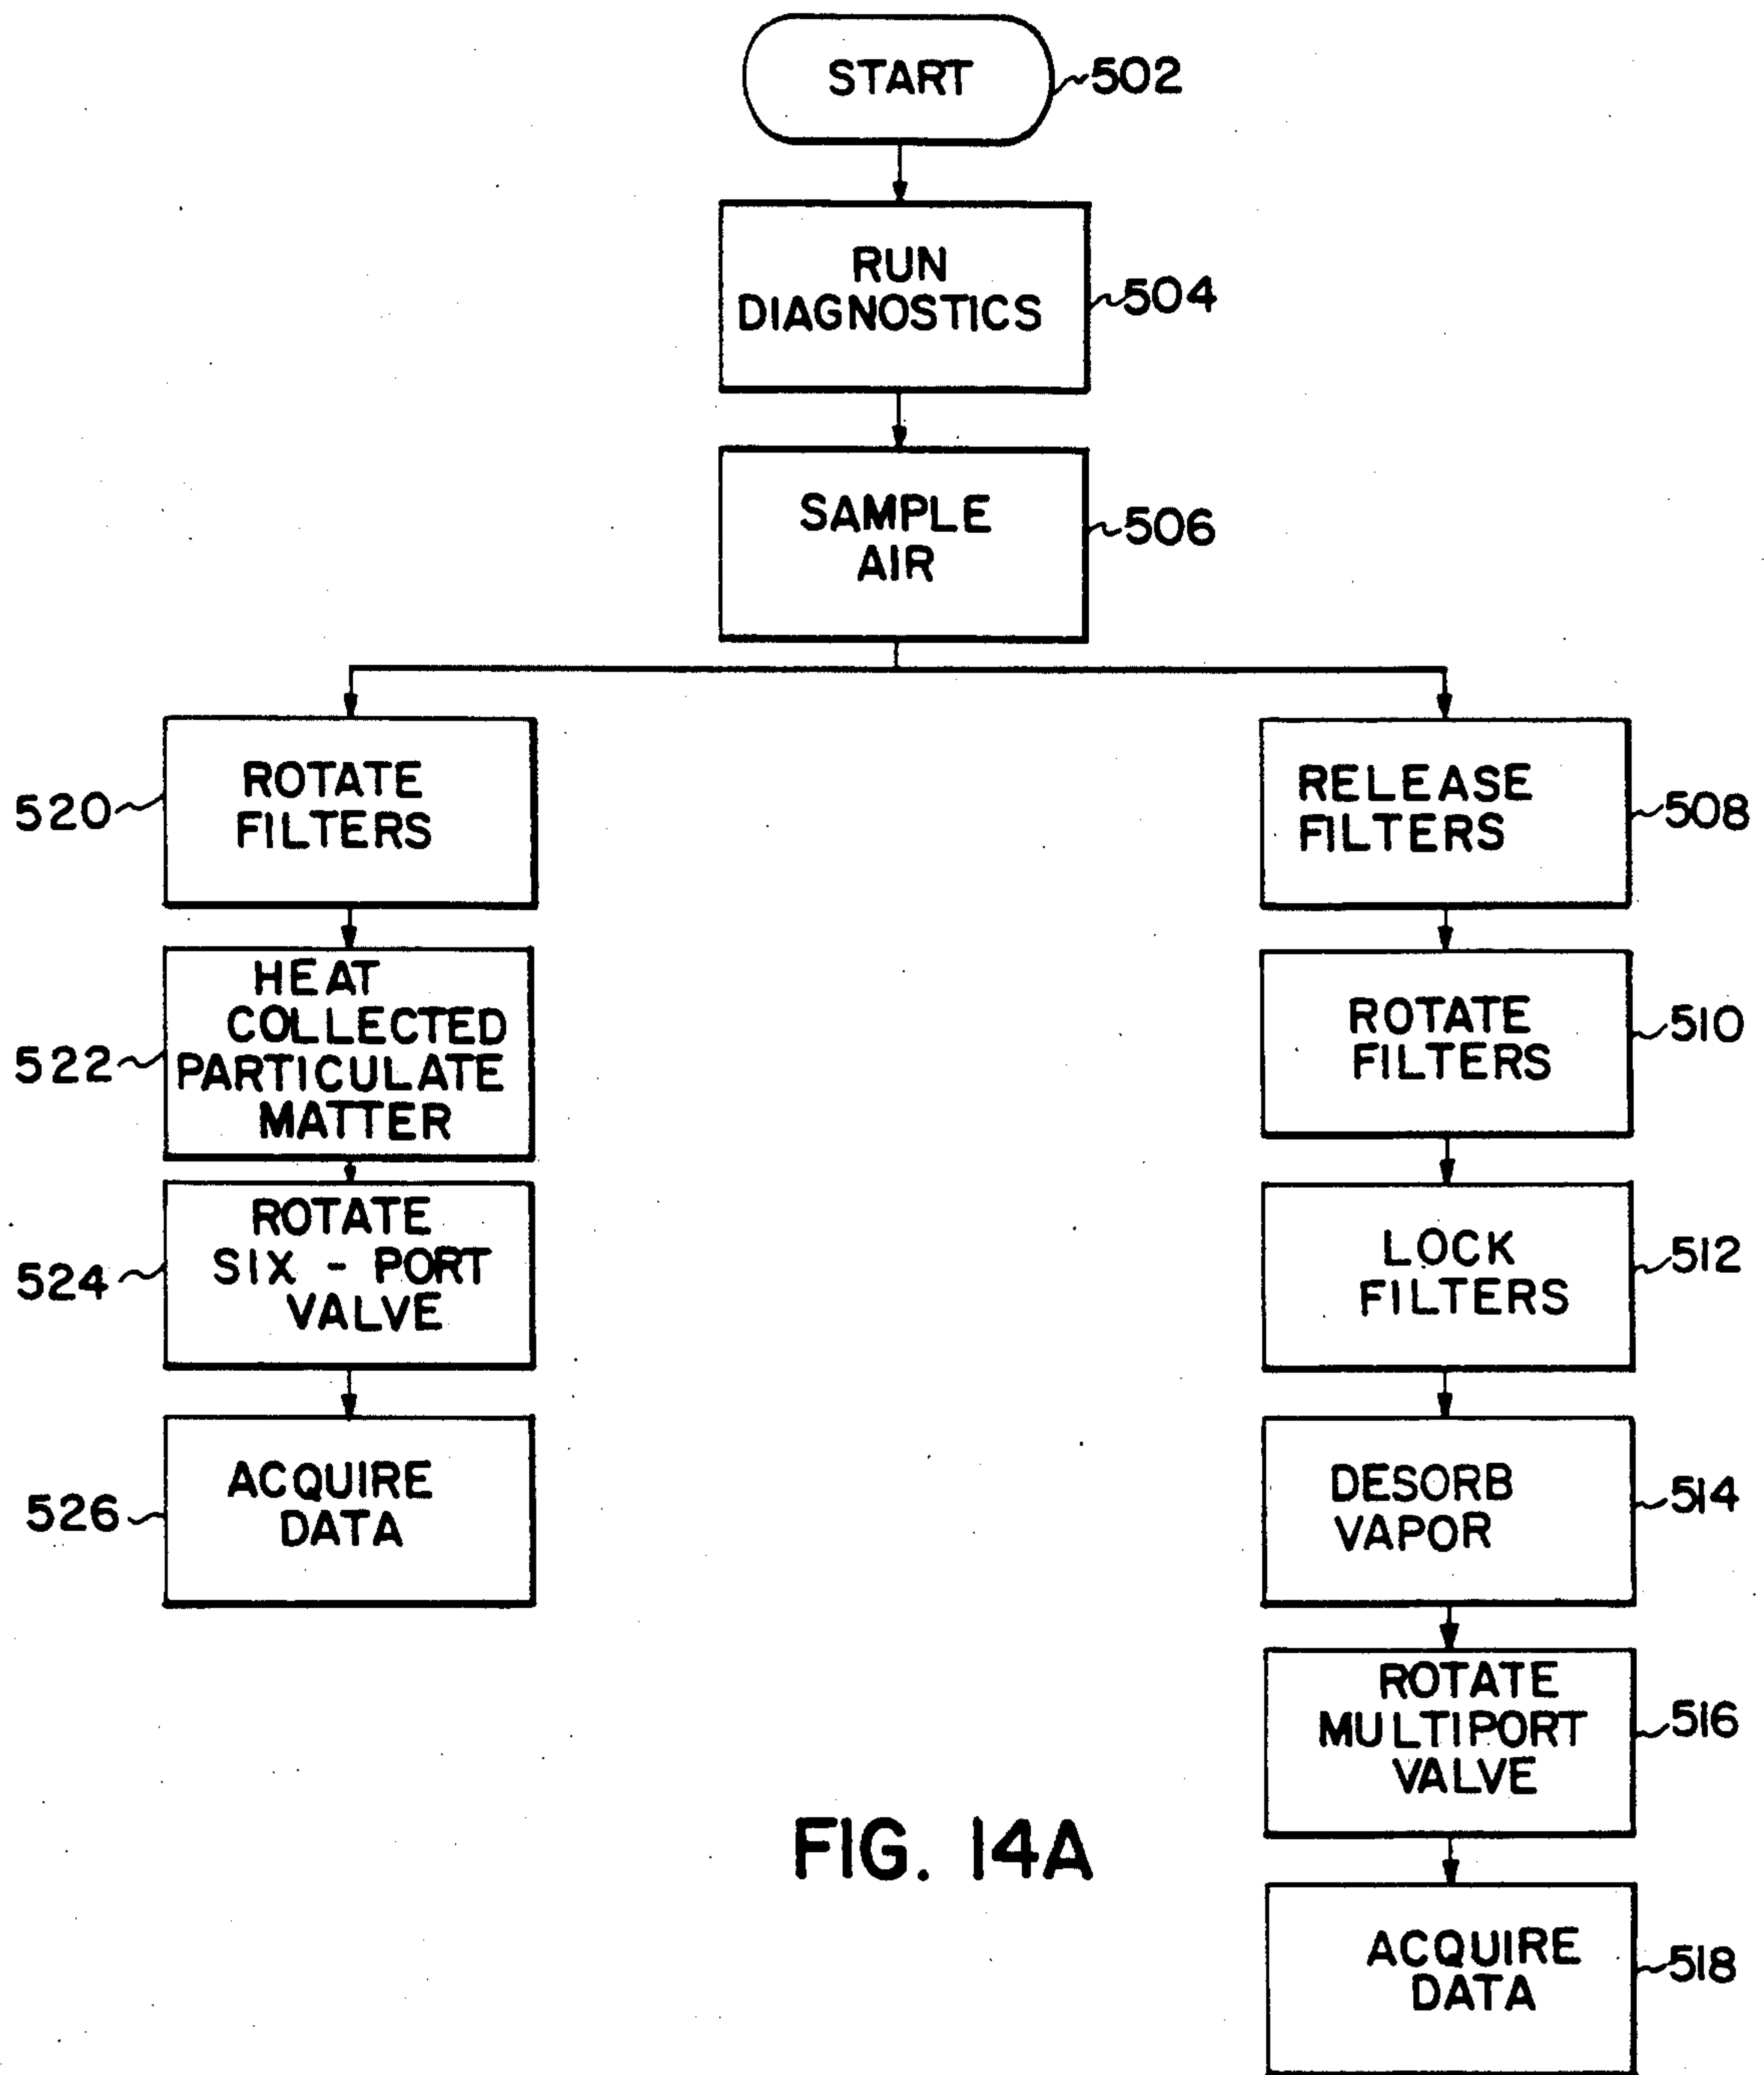 START
502
RUN
DIAGNOSTICS
504
SAMPLE
AIR
506
ROTATE
FILTERS
520
HEAT
COLLECTED
PARTICULATE
MATTER
522
ROTATE
SIX - PORT
VALVE
524
ACQUIRE
DATA
526
RELEASE
FILTERS
508
ROTATE
FILTERS
510
LOCK
FILTERS
512
DESORB
VAPOR
514
ROTATE
MULTIPORT
VALVE
516
ACQUIRE
DATA
518
FIG. 14A